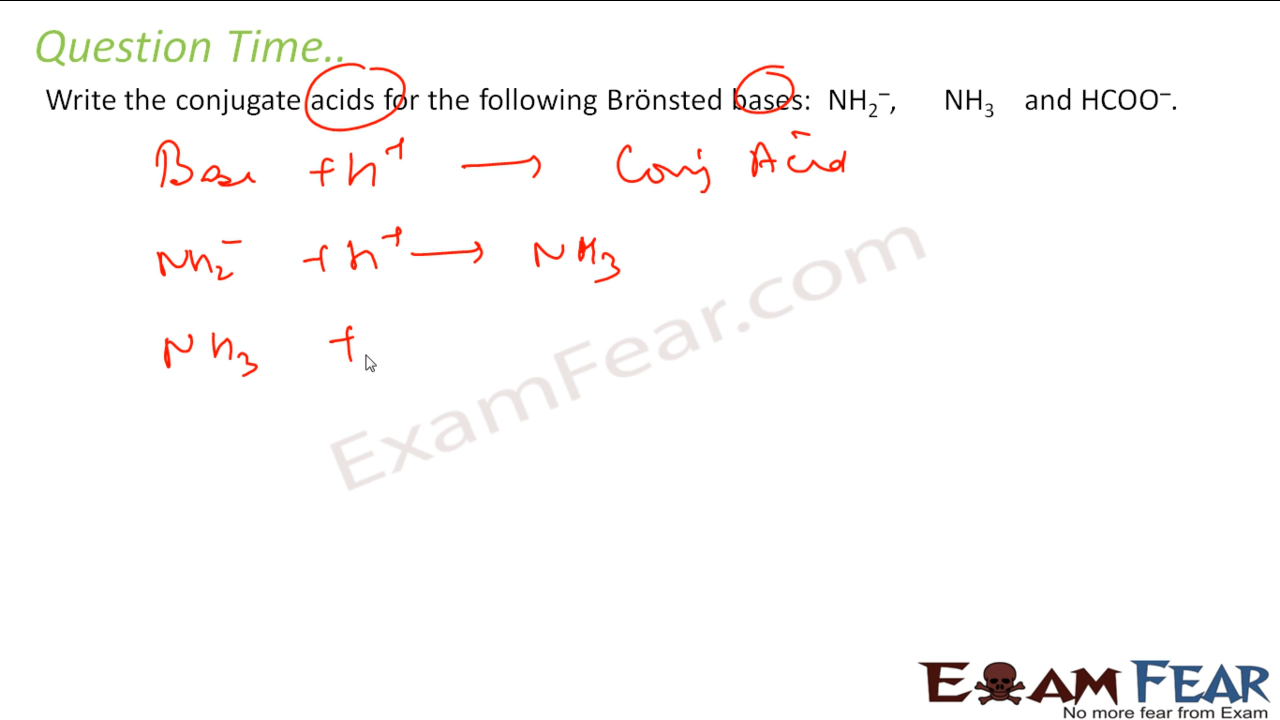 Question Time..
Write the conjugate acids for the following Brönsted bases: NH₂⁻, NH₃ and HCOO⁻.
Base + H⁺ → Conj Acid
NH₂⁻ + H⁺ → NH₃
NH₃ +
ExamFear.com
EXAM FEAR
No more fear from Exam